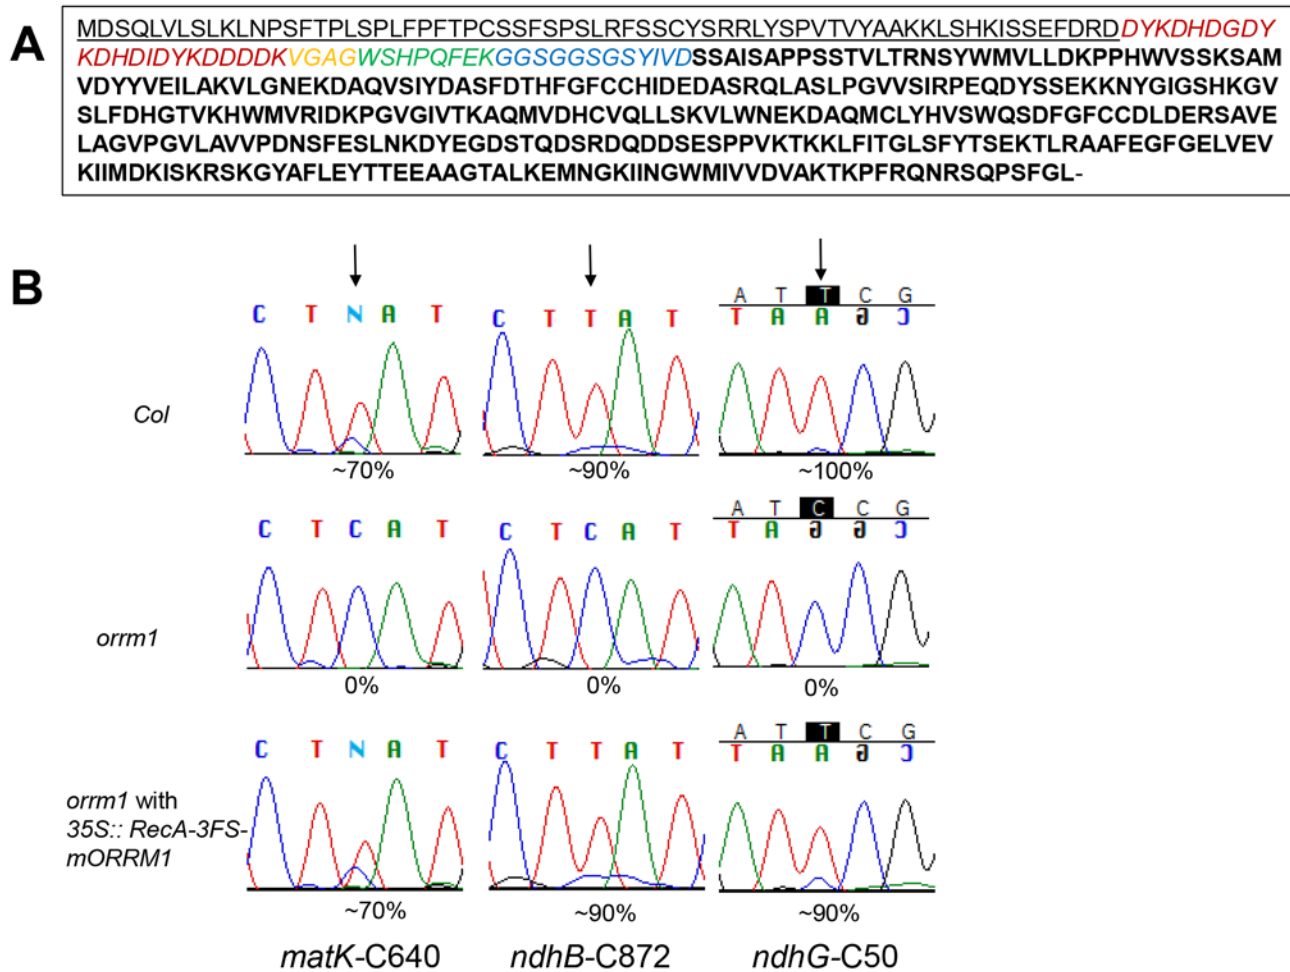 A
MDSQLVLSLKLNPSFTPLSPLFPFTPCSSFSPSLRFSSCYSRRLYSPVTVYAAKKLSHKISSEFDRDDYKDHDGDY
KDHDIDYKDDDDKVGAGWSHPQFEKGGSGGSGSYIVDSSAISAPPSSTVLTRNSYWMVLLDKPPHWVSSKSAM
VDYYVEILAKVLGNEKDAQVSIYDASFDTHFGFCCHIDEDASRQLASLPGVVSIRPEQDYSSEKKNYGIGSHKGV
SLFDHGTVKHWMVRIDKPGVGIVTKAQMVDHCVQLLSKVLWNEKDAQMCLYHVSWQSDFGFCCDLDERSAVE
LAGVPGVLAVVPDNSFESLNKDYEGDSTQDSRDQDDSESPPVKTKKLFITGLSFYTSEKTLRAAFEGFGELVEV
KIIMDKISKRSKGYAFLEYTTEEAAGTALKEMNGKIINGWMIVVDVAKTKPFRQNRSQPSFGL-
B
A T T C G
C T N A T C T T A T T A A G C
Col
~70% ~90% ~100%
A T C C G
C T C A T C T C A T T A G G C
orrm1
0% 0% 0%
A T T C G
C T N A T C T T A T T A A G C
orrm1 with
35S:: RecA-3FS-
mORRM1
~70% ~90% ~90%
matK-C640 ndhB-C872 ndhG-C50